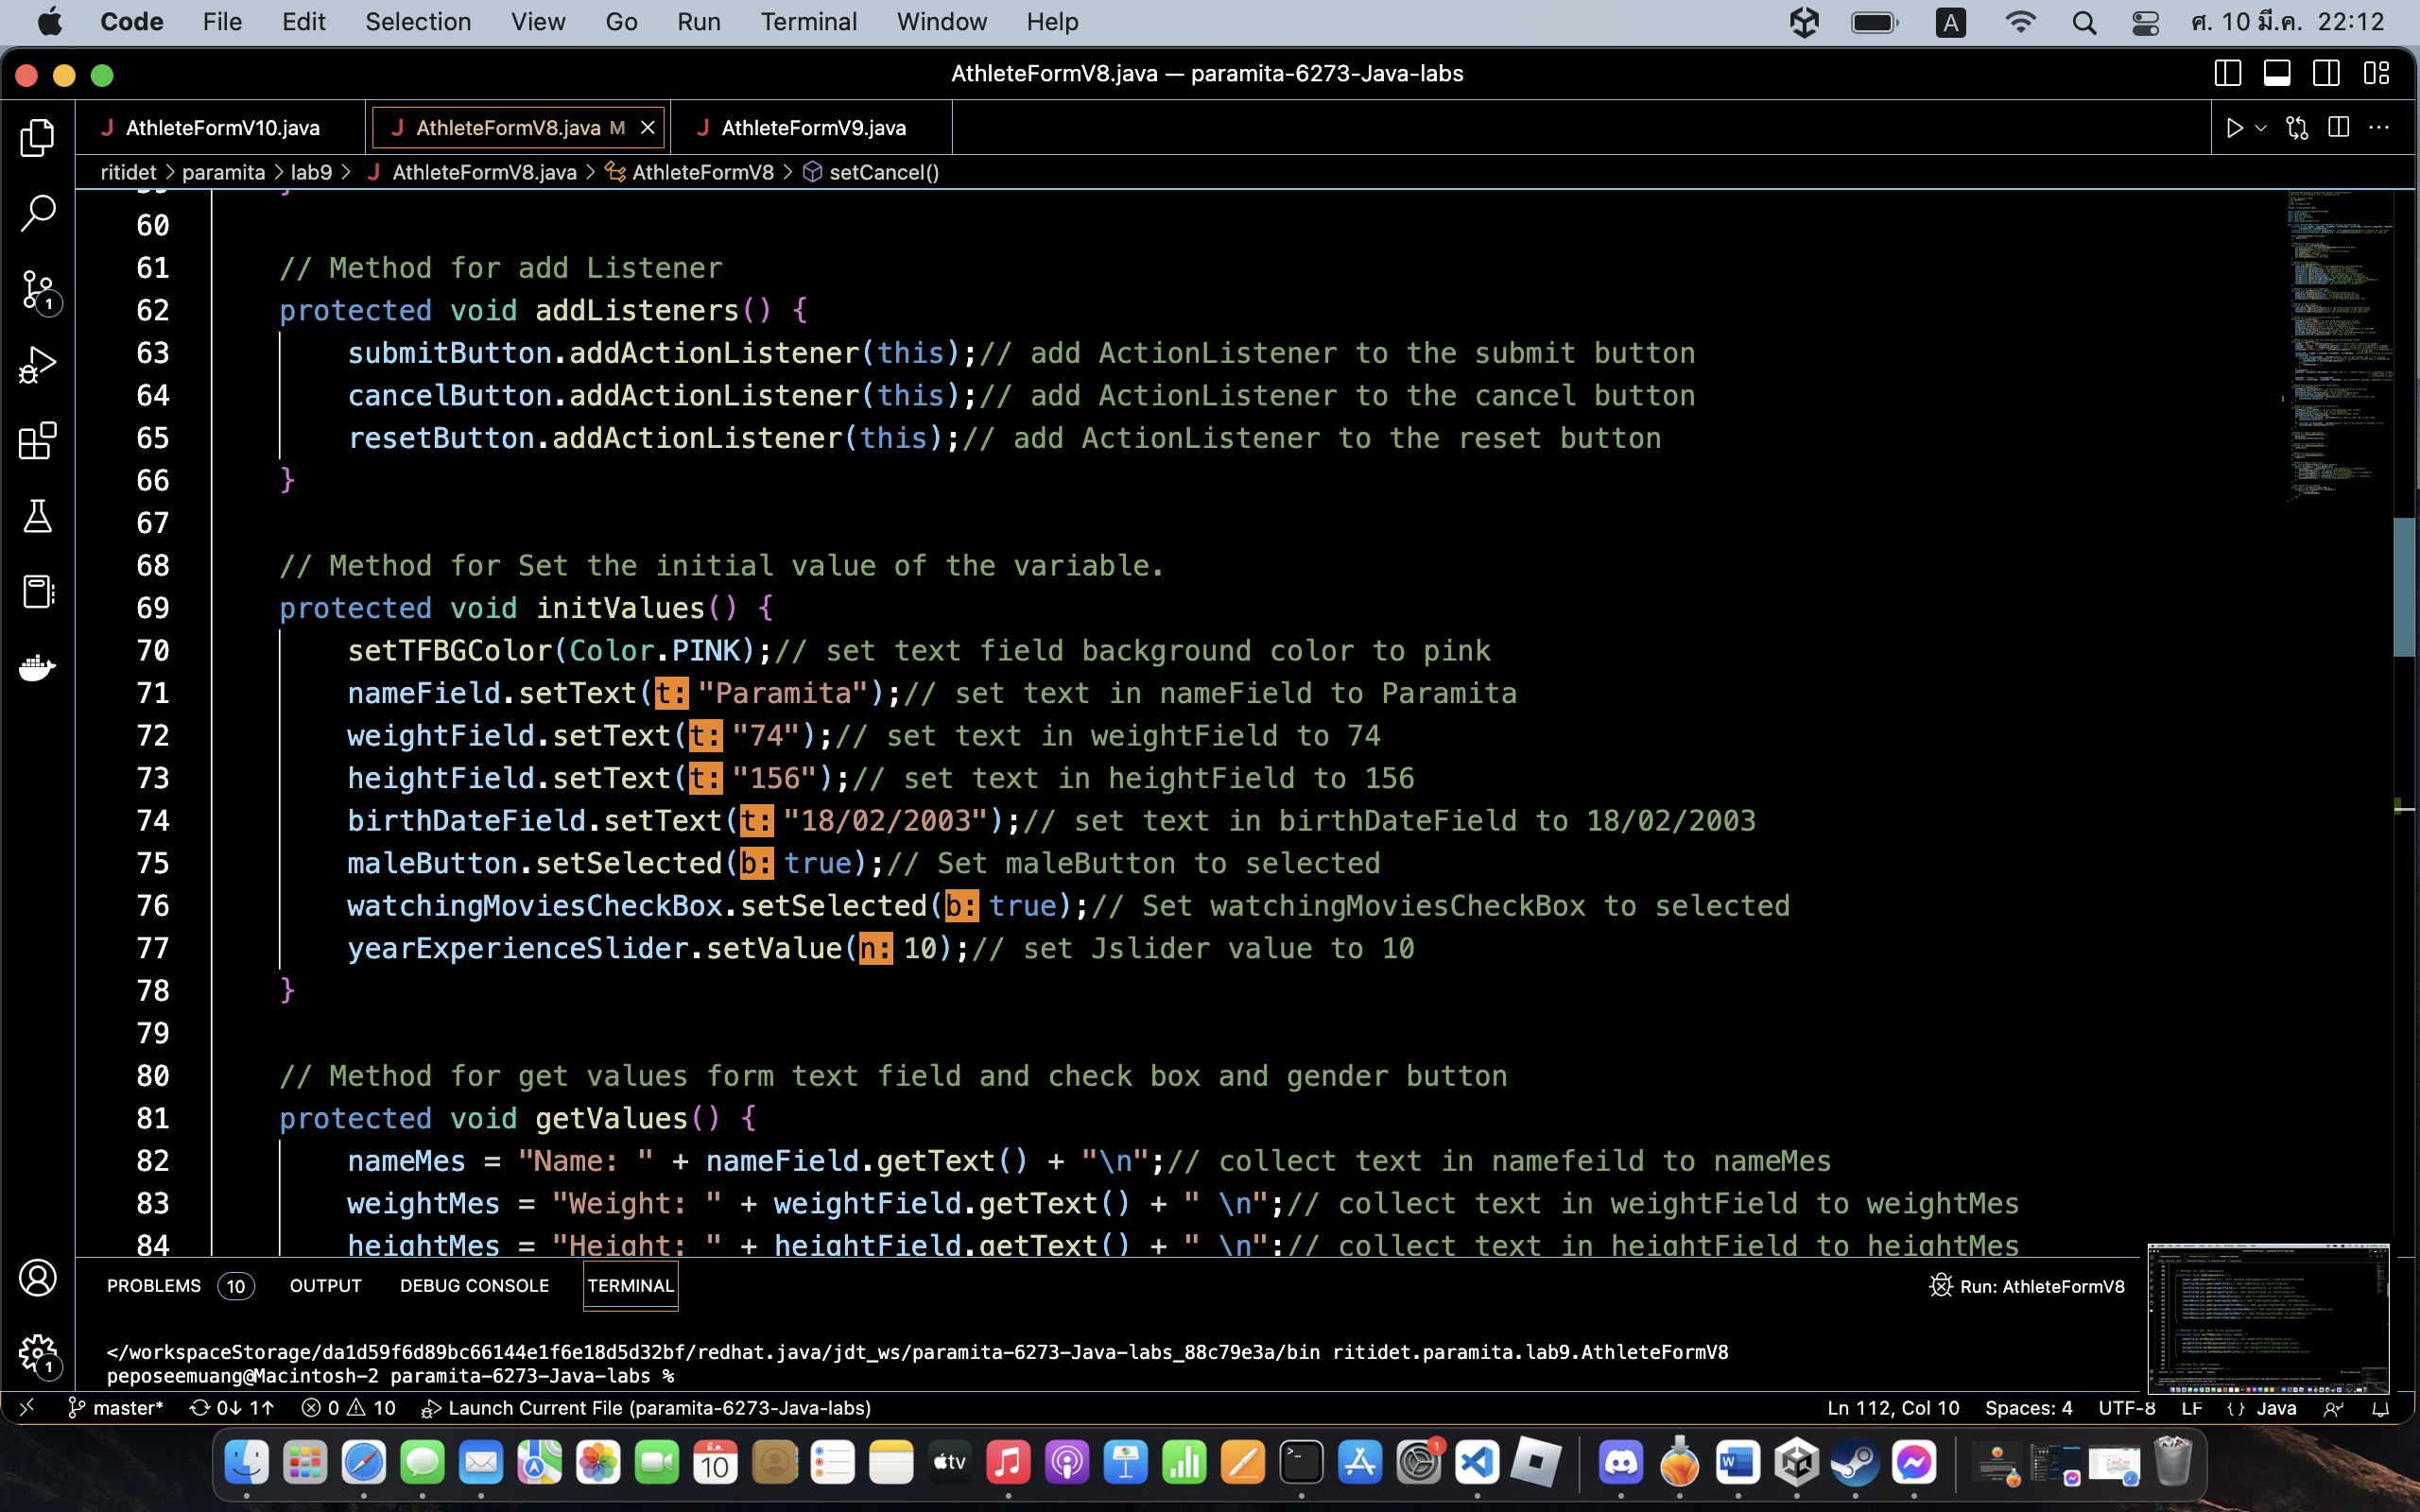 Code File Edit Selection View Go Run Terminal Window Help A ศ. 10 มี.ค. 22:12
AthleteFormV8.java — paramita-6273-Java-labs
J AthleteFormV10.java J AthleteFormV8.java M J AthleteFormV9.java
ritidet > paramita > lab9 > J AthleteFormV8.java > AthleteFormV8 > setCancel()
60
61 // Method for add Listener
62 protected void addListeners() {
63 submitButton.addActionListener(this);// add ActionListener to the submit button
64 cancelButton.addActionListener(this);// add ActionListener to the cancel button
65 resetButton.addActionListener(this);// add ActionListener to the reset button
66 }
67
68 // Method for Set the initial value of the variable.
69 protected void initValues() {
70 setTFBGColor(Color.PINK);// set text field background color to pink
71 nameField.setText(t: "Paramita");// set text in nameField to Paramita
72 weightField.setText(t: "74");// set text in weightField to 74
73 heightField.setText(t: "156");// set text in heightField to 156
74 birthDateField.setText(t: "18/02/2003");// set text in birthDateField to 18/02/2003
75 maleButton.setSelected(b: true);// Set maleButton to selected
76 watchingMoviesCheckBox.setSelected(b: true);// Set watchingMoviesCheckBox to selected
77 yearExperienceSlider.setValue(n: 10);// set Jslider value to 10
78 }
79
80 // Method for get values form text field and check box and gender button
81 protected void getValues() {
82 nameMes = "Name: " + nameField.getText() + "\n";// collect text in namefeild to nameMes
83 weightMes = "Weight: " + weightField.getText() + " \n";// collect text in weightField to weightMes
84 heightMes = "Height: " + heightField.getText() + " \n";// collect text in heightField to heightMes
PROBLEMS 10 OUTPUT DEBUG CONSOLE TERMINAL Run: AthleteFormV8
</workspaceStorage/da1d59f6d89bc66144e1f6e18d5d32bf/redhat.java/jdt_ws/paramita-6273-Java-labs_88c79e3a/bin ritidet.paramita.lab9.AthleteFormV8
peposeemuang@Macintosh-2 paramita-6273-Java-labs %
master* 0↓ 1↑ 0 10 Launch Current File (paramita-6273-Java-labs) Ln 112, Col 10 Spaces: 4 UTF-8 LF {} Java
มี.ค.
10
tv
1
W